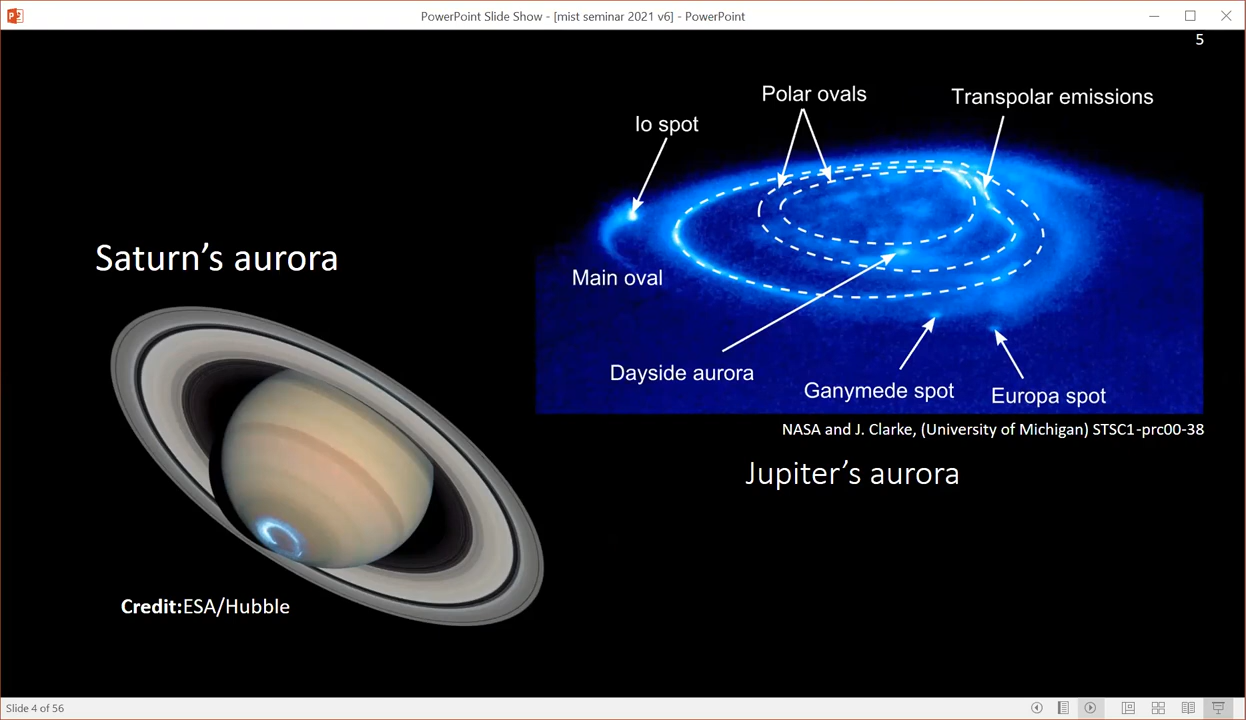 PowerPoint Slide Show - [mist seminar 2021 v6] - PowerPoint
5
Polar ovals
Transpolar emissions
Io spot
Saturn’s aurora
Main oval
Dayside aurora
Ganymede spot
Europa spot
NASA and J. Clarke, (University of Michigan) STSC1-prc00-38
Jupiter’s aurora
Credit:ESA/Hubble
Slide 4 of 56